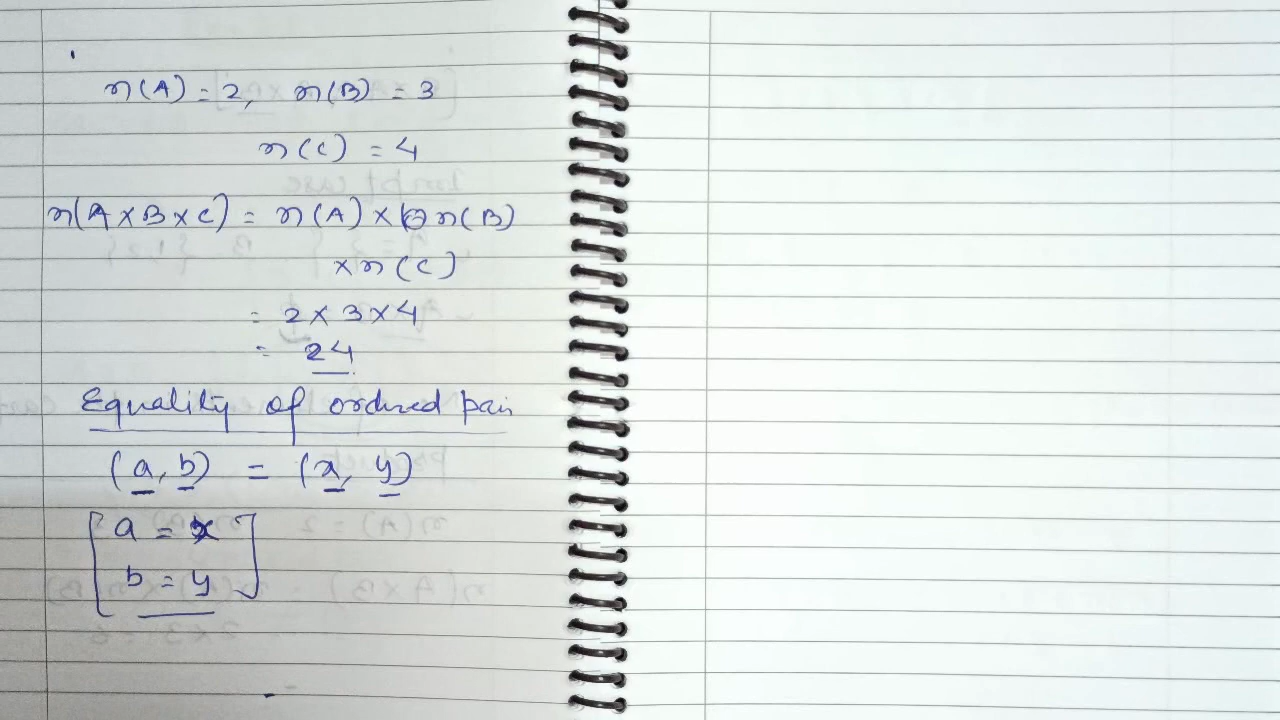 n(A) = 2, n(B) = 3
n(C) = 4
n(A × B × C) = n(A) × n(B)
× n(C)
= 2 × 3 × 4
= 24
Equality of ordered pair
(a, b) = (x, y)
a = x
b = y